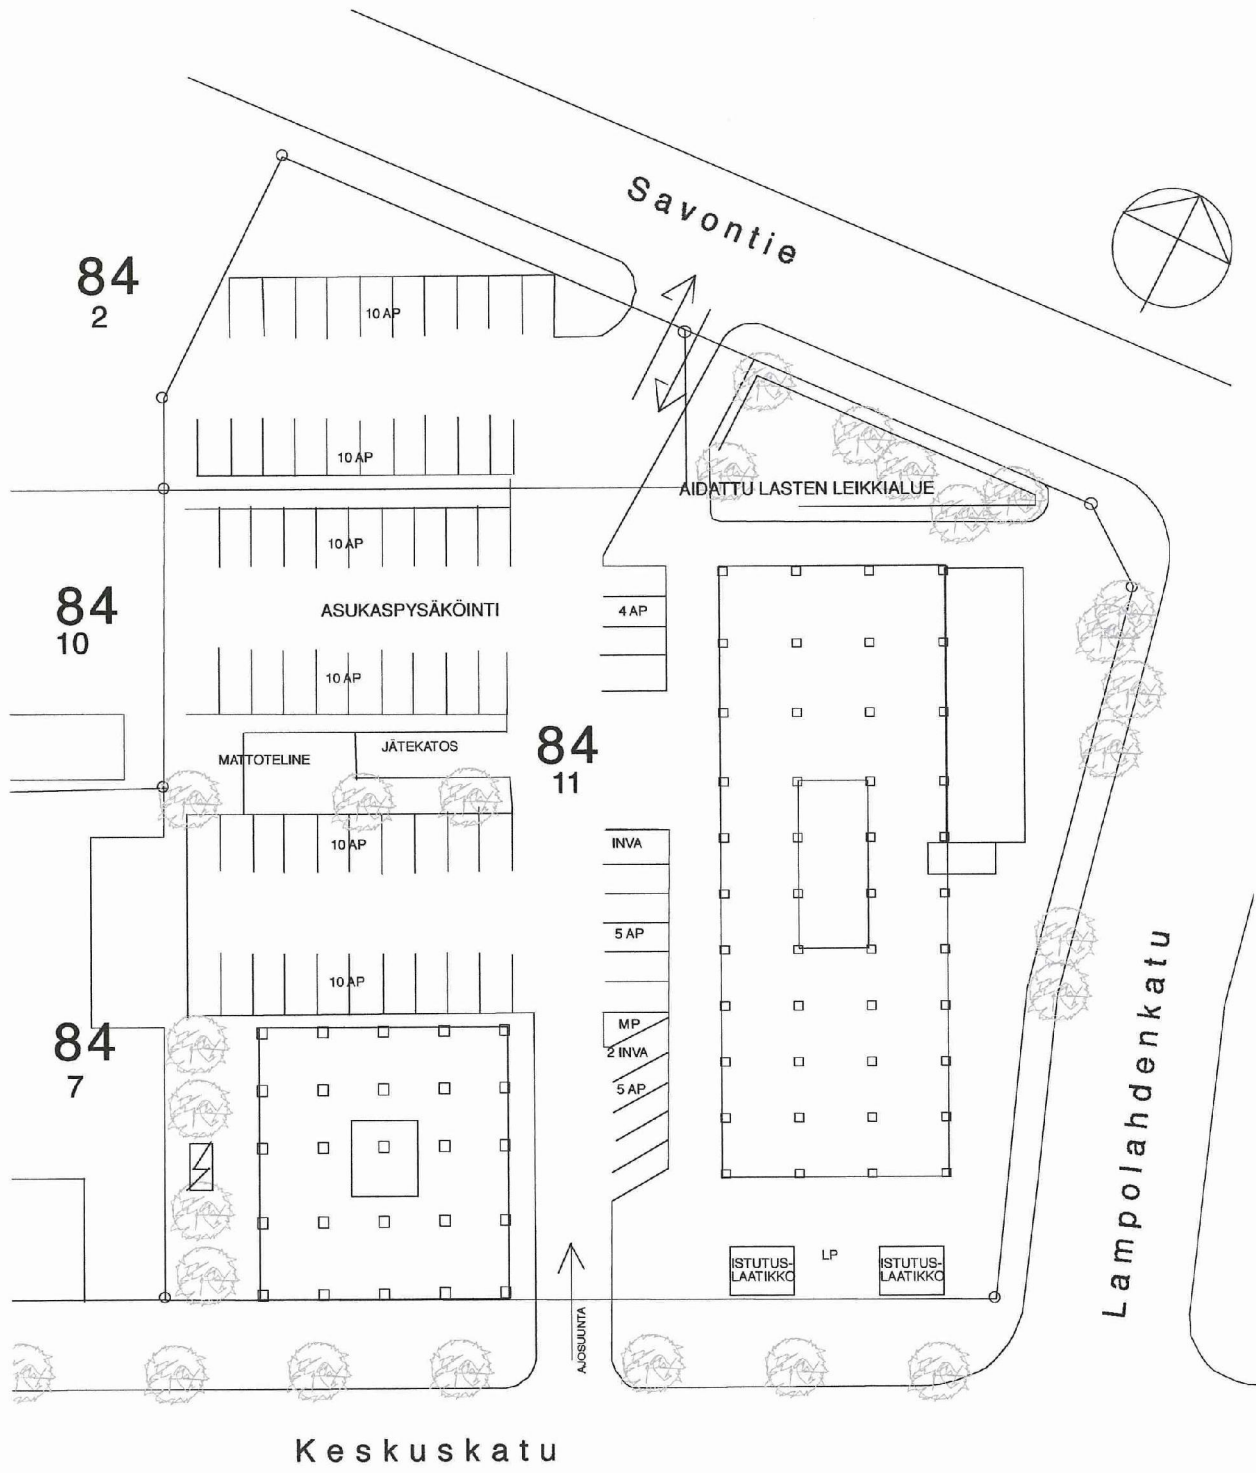 Savontie
84
2
10 AP
10 AP
AIDATTU LASTEN LEIKKIALUE
10 AP
84
10
ASUKASPYSÄKÖINTI
4 AP
10 AP
84
11
JÄTEKATOS
MATTOTELINE
10 AP
INVA
5 AP
10 AP
84
7
MP
2 INVA
5 AP
Lampolahdenkatu
ISTUTUS-
LAATIKKO
LP
ISTUTUS-
LAATIKKO
AJOSUUNTA
Keskuskatu